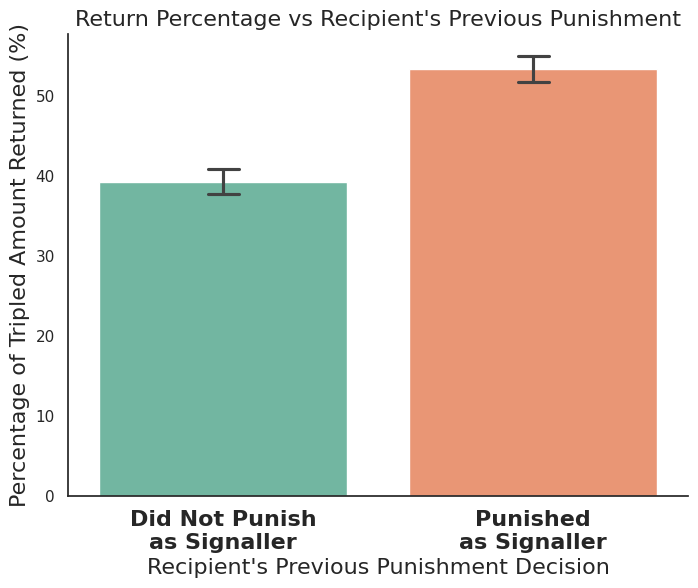 Return Percentage vs Recipient's Previous Punishment
Percentage of Tripled Amount Returned (%)
50
40
30
20
10
0
Did Not Punish
as Signaller
Punished
as Signaller
Recipient's Previous Punishment Decision